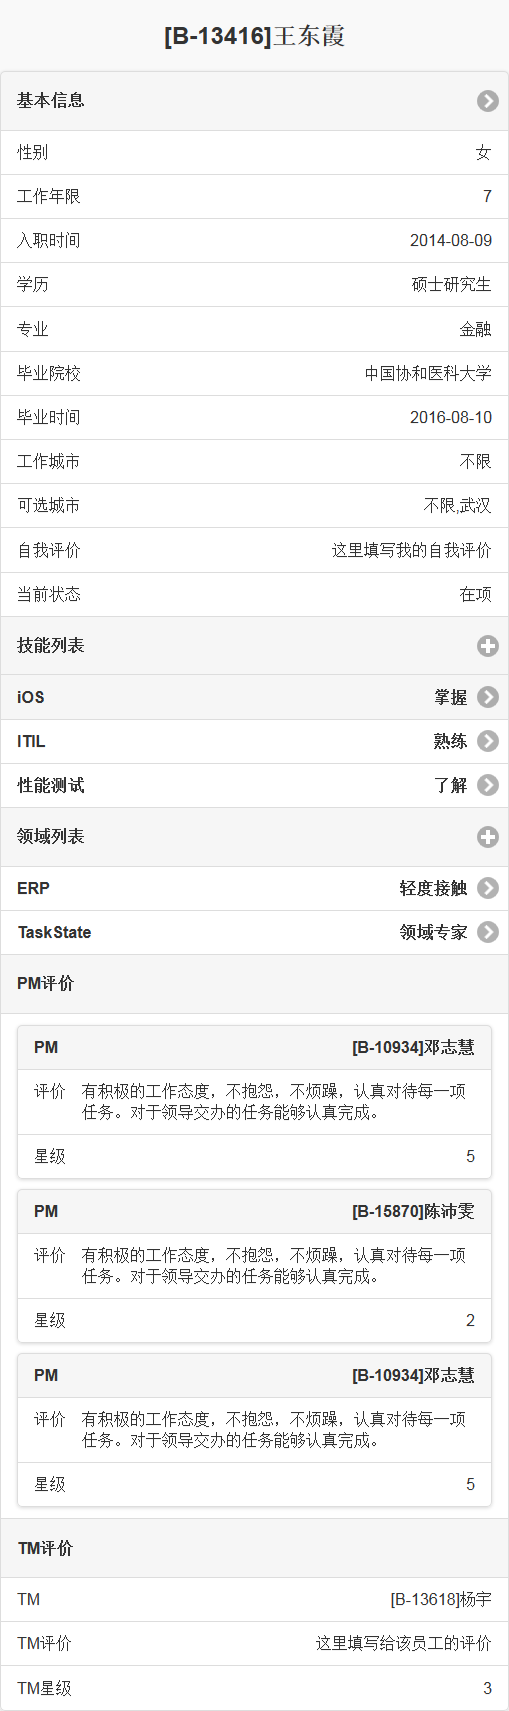 [B-13416]王东霞
基本信息
性别 女
工作年限 7
入职时间 2014-08-09
学历 硕士研究生
专业 金融
毕业院校 中国协和医科大学
毕业时间 2016-08-10
工作城市 不限
可选城市 不限,武汉
自我评价 这里填写我的自我评价
当前状态 在项
技能列表
iOS 掌握
ITIL 熟练
性能测试 了解
领域列表
ERP 轻度接触
TaskState 领域专家
PM评价
PM [B-10934]邓志慧
评价 有积极的工作态度，不抱怨，不烦躁，认真对待每一项
任务。对于领导交办的任务能够认真完成。
星级 5
PM [B-15870]陈沛雯
评价 有积极的工作态度，不抱怨，不烦躁，认真对待每一项
任务。对于领导交办的任务能够认真完成。
星级 2
PM [B-10934]邓志慧
评价 有积极的工作态度，不抱怨，不烦躁，认真对待每一项
任务。对于领导交办的任务能够认真完成。
星级 5
TM评价
TM [B-13618]杨宇
TM评价 这里填写给该员工的评价
TM星级 3